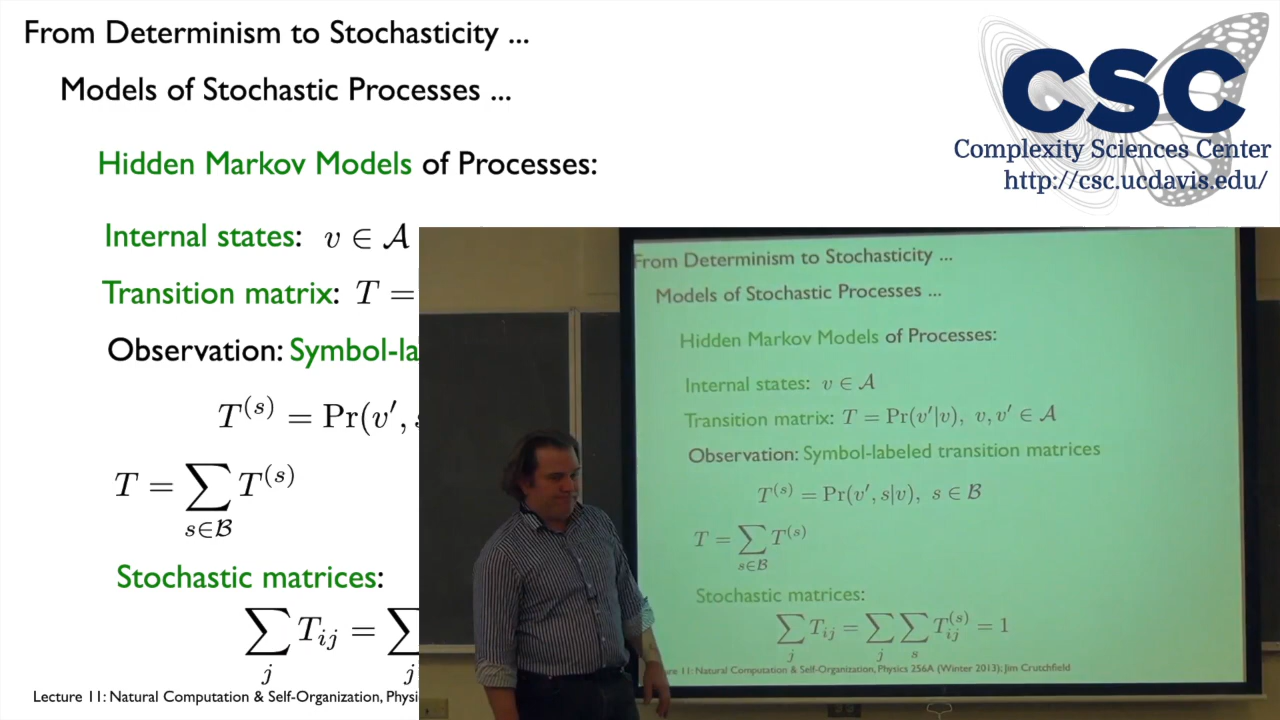 From Determinism to Stochasticity ...
Models of Stochastic Processes ...
Hidden Markov Models of Processes:
Internal states: v ∈ 𝒜
Transition matrix: T =
Observation: Symbol-la
T^(s) = Pr(v′,
T = ∑_{s∈ℬ} T^(s)
Stochastic matrices:
∑_j T_ij = ∑_j
Lecture 11: Natural Computation & Self-Organization, Physi
CSC
Complexity Sciences Center
http://csc.ucdavis.edu/
From Determinism to Stochasticity ...
Models of Stochastic Processes ...
Hidden Markov Models of Processes:
Internal states: v ∈ 𝒜
Transition matrix: T = Pr(v′|v), v, v′ ∈ 𝒜
Observation: Symbol-labeled transition matrices
T^(s) = Pr(v′, s|v), s ∈ ℬ
T = ∑_{s∈ℬ} T^(s)
Stochastic matrices:
∑_j T_ij = ∑_j ∑_s T_ij^(s) = 1
re 11: Natural Computation & Self-Organization, Physics 256A (Winter 2013); Jim Crutchfield